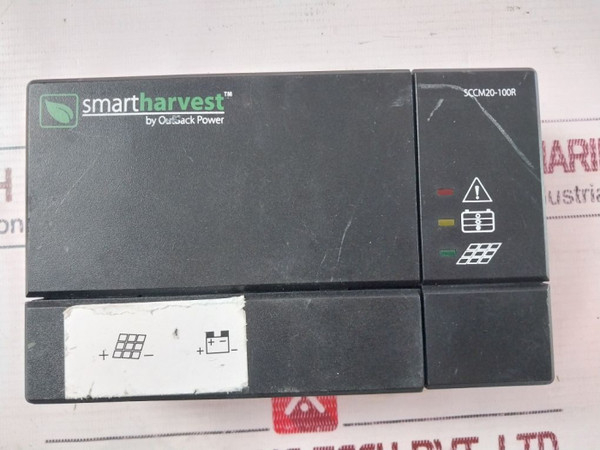 smartharvest™
by OutBack Power
SCCM20-100R
+ - + -
+ -